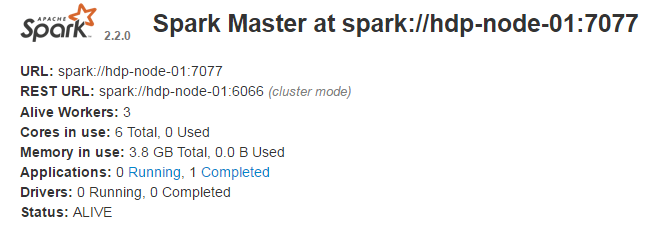 APACHE
Spark 2.2.0 Spark Master at spark://hdp-node-01:7077
URL: spark://hdp-node-01:7077
REST URL: spark://hdp-node-01:6066 (cluster mode)
Alive Workers: 3
Cores in use: 6 Total, 0 Used
Memory in use: 3.8 GB Total, 0.0 B Used
Applications: 0 Running, 1 Completed
Drivers: 0 Running, 0 Completed
Status: ALIVE